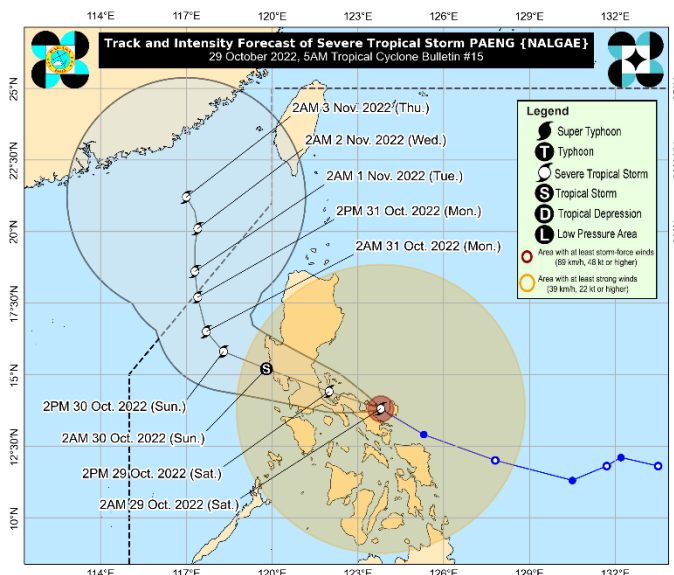 114°E 117°E 120°E 123°E 126°E 129°E 132°E
Track and Intensity Forecast of Severe Tropical Storm PAENG {NALGAE}
29 October 2022, 5AM Tropical Cyclone Bulletin #15
25°N
22°30'N
20°N
17°30'N
15°N
12°30'N
10°N
2AM 3 Nov. 2022 (Thu.)
2AM 2 Nov. 2022 (Wed.)
2AM 1 Nov. 2022 (Tue.)
2PM 31 Oct. 2022 (Mon.)
2AM 31 Oct. 2022 (Mon.)
2PM 30 Oct. 2022 (Sun.)
2AM 30 Oct. 2022 (Sun.)
2PM 29 Oct. 2022 (Sat.)
2AM 29 Oct. 2022 (Sat.)
S
Legend
Super Typhoon
T Typhoon
Severe Tropical Storm
S Tropical Storm
D Tropical Depression
L Low Pressure Area
Area with at least storm-force winds
(89 km/h, 48 kt or higher)
Area with at least strong winds
(39 km/h, 22 kt or higher)
114°E 117°E 120°E 123°E 126°E 129°E 132°E